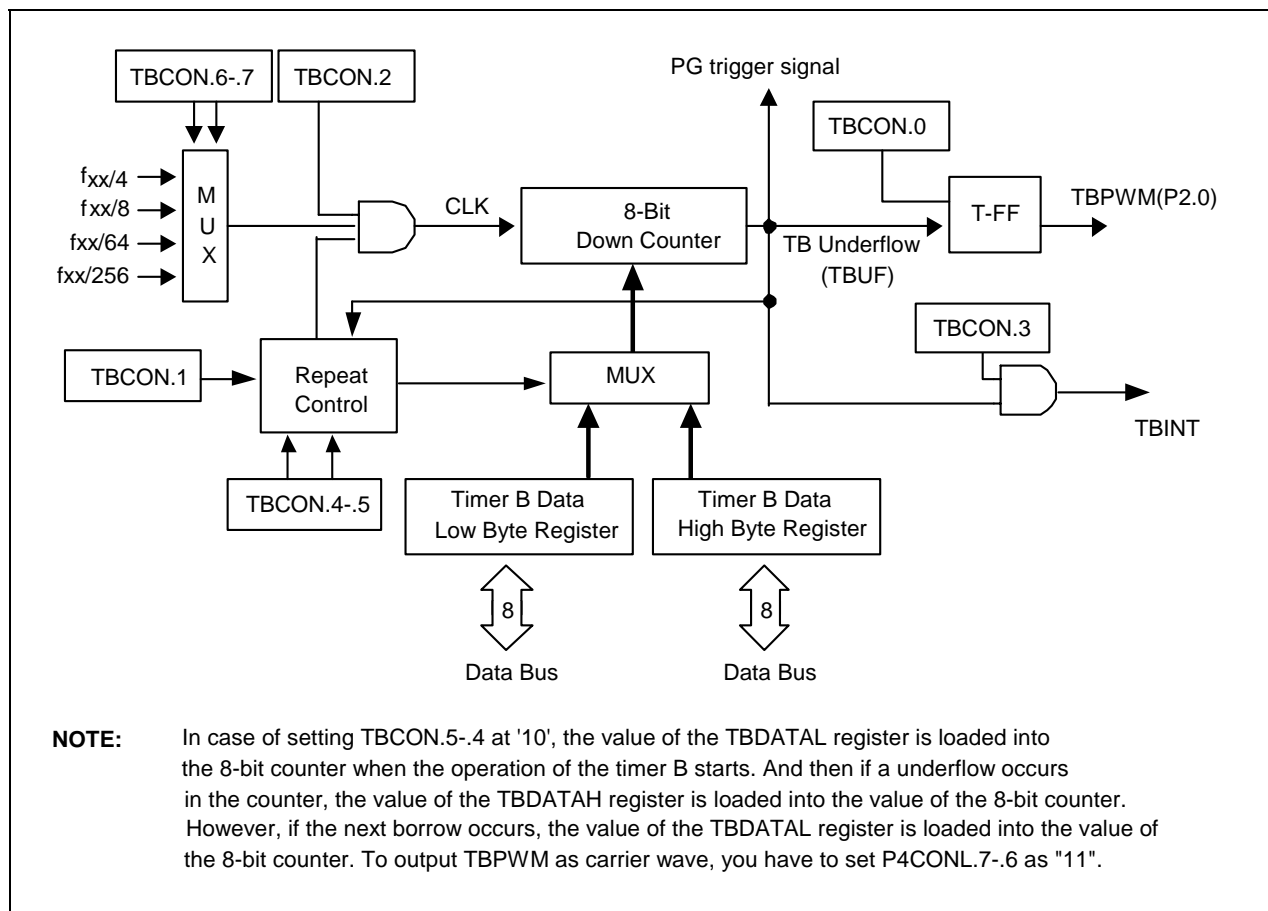 PG trigger signal
TBCON.6-.7
TBCON.2
TBCON.0
fxx/4
fxx/8
fxx/64
fxx/256
M
U
X
CLK
8-Bit
Down Counter
TB Underflow
(TBUF)
T-FF
TBPWM(P2.0)
TBCON.3
TBCON.1
Repeat
Control
MUX
TBINT
TBCON.4-.5
Timer B Data
Low Byte Register
Timer B Data
High Byte Register
8
8
Data Bus
Data Bus
NOTE: In case of setting TBCON.5-.4 at '10', the value of the TBDATAL register is loaded into
the 8-bit counter when the operation of the timer B starts. And then if a underflow occurs
in the counter, the value of the TBDATAH register is loaded into the value of the 8-bit counter.
However, if the next borrow occurs, the value of the TBDATAL register is loaded into the value of
the 8-bit counter. To output TBPWM as carrier wave, you have to set P4CONL.7-.6 as "11".